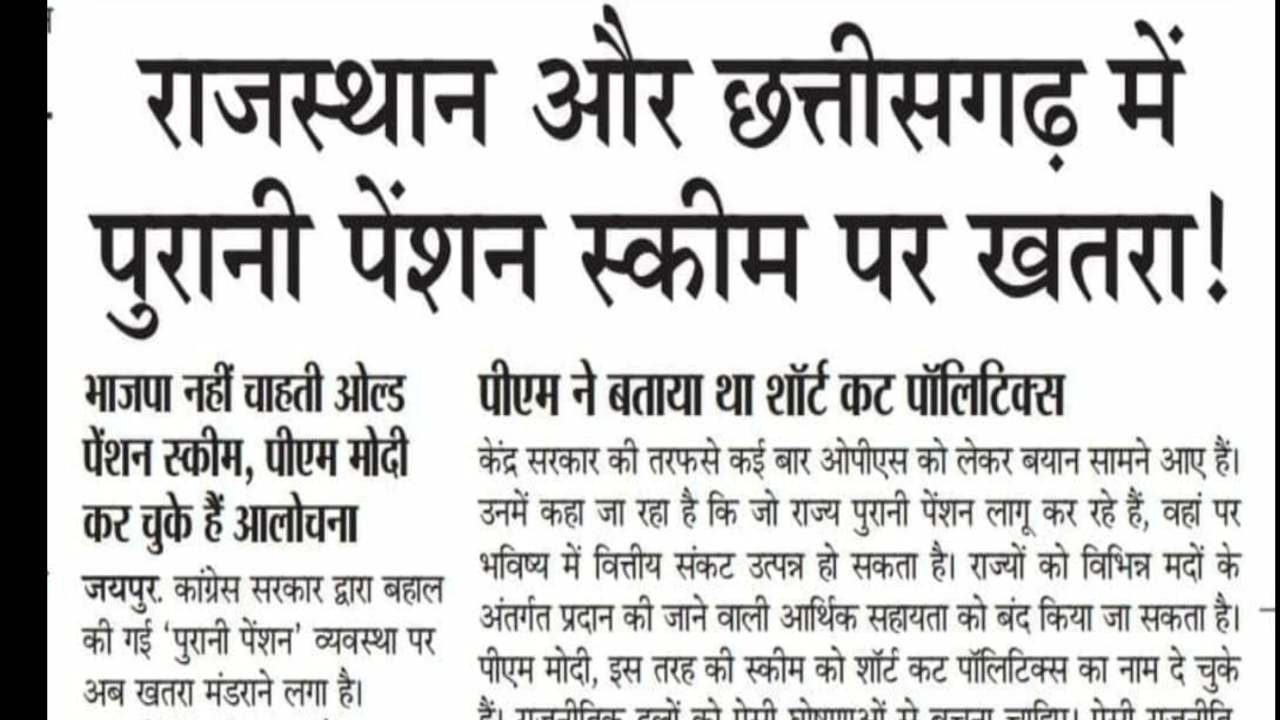 राजस्थान और छत्तीसगढ़ में
पुरानी पेंशन स्कीम पर खतरा!
भाजपा नहीं चाहती ओल्ड
पेंशन स्कीम, पीएम मोदी
कर चुके हैं आलोचना
जयपुर. कांग्रेस सरकार द्वारा बहाल
की गई ‘पुरानी पेंशन’ व्यवस्था पर
अब खतरा मंडराने लगा है।
पीएम ने बताया था शॉर्ट कट पॉलिटिक्स
केंद्र सरकार की तरफसे कई बार ओपीएस को लेकर बयान सामने आए हैं।
उनमें कहा जा रहा है कि जो राज्य पुरानी पेंशन लागू कर रहे हैं, वहां पर
भविष्य में वित्तीय संकट उत्पन्न हो सकता है। राज्यों को विभिन्न मदों के
अंतर्गत प्रदान की जाने वाली आर्थिक सहायता को बंद किया जा सकता है।
पीएम मोदी, इस तरह की स्कीम को शॉर्ट कट पॉलिटिक्स का नाम दे चुके